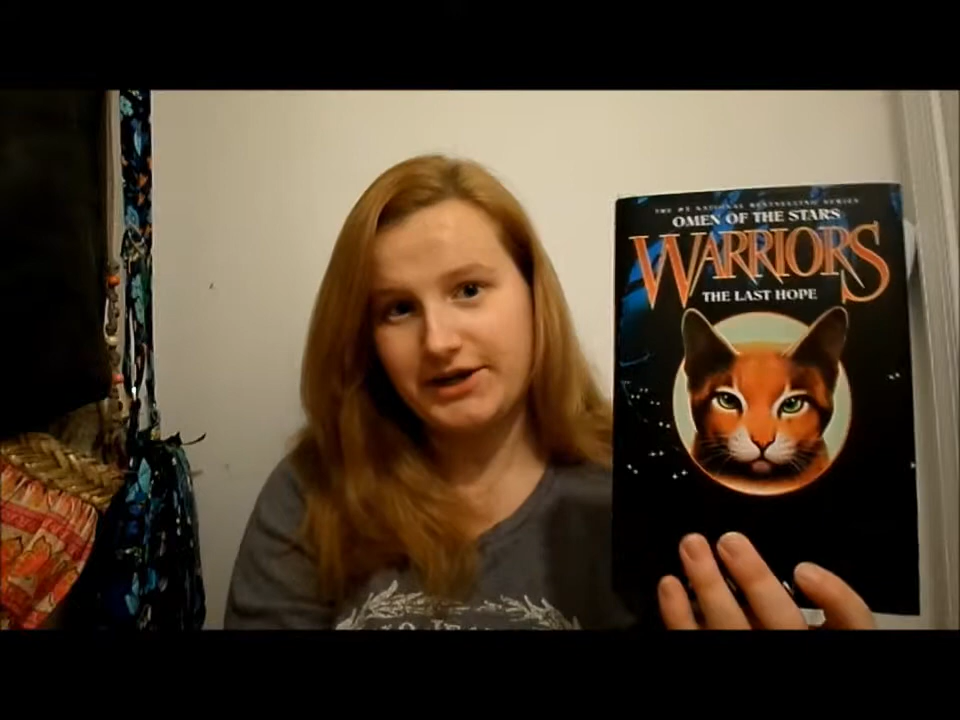 THE #1 NATIONAL BESTSELLING SERIES
OMEN OF THE STARS
WARRIORS
THE LAST HOPE